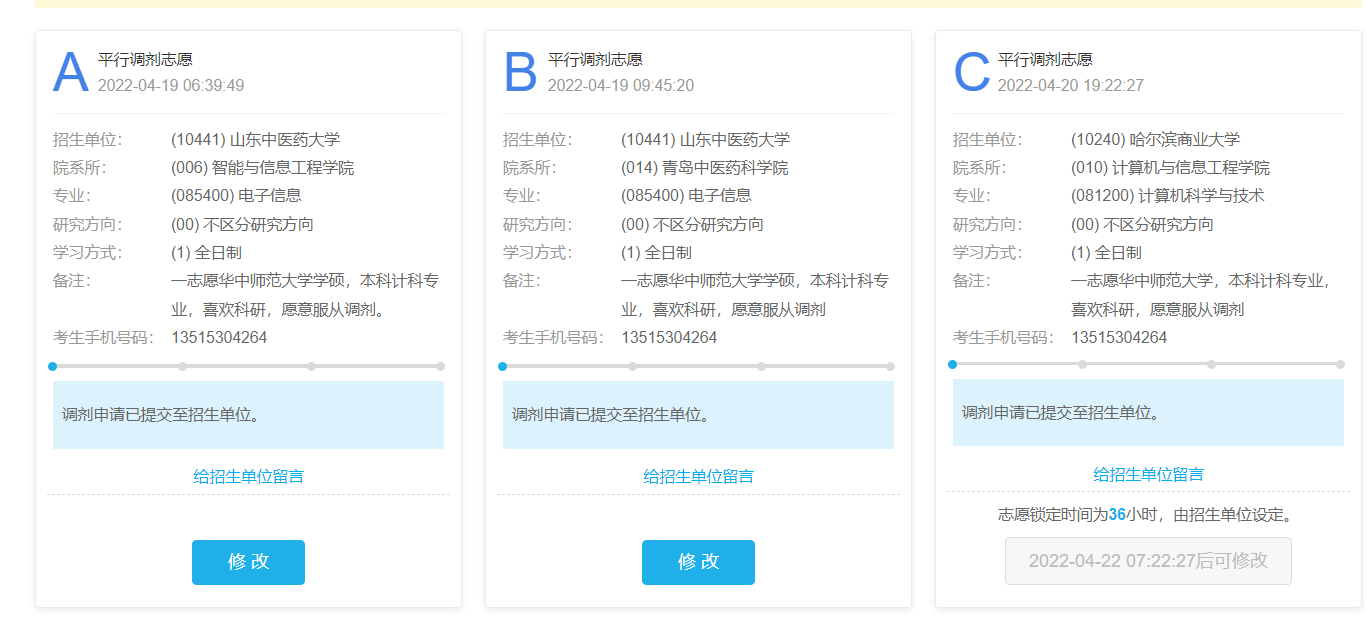 A 平行调剂志愿
2022-04-19 06:39:49
招生单位： (10441) 山东中医药大学
院系所： (006) 智能与信息工程学院
专业： (085400) 电子信息
研究方向： (00) 不区分研究方向
学习方式： (1) 全日制
备注： 一志愿华中师范大学学硕，本科计科专
业，喜欢科研，愿意服从调剂。
考生手机号码： 13515304264
调剂申请已提交至招生单位。
给招生单位留言
修 改
B 平行调剂志愿
2022-04-19 09:45:20
招生单位： (10441) 山东中医药大学
院系所： (014) 青岛中医药科学院
专业： (085400) 电子信息
研究方向： (00) 不区分研究方向
学习方式： (1) 全日制
备注： 一志愿华中师范大学学硕，本科计科专
业，喜欢科研，愿意服从调剂
考生手机号码： 13515304264
调剂申请已提交至招生单位。
给招生单位留言
修 改
C 平行调剂志愿
2022-04-20 19:22:27
招生单位： (10240) 哈尔滨商业大学
院系所： (010) 计算机与信息工程学院
专业： (081200) 计算机科学与技术
研究方向： (00) 不区分研究方向
学习方式： (1) 全日制
备注： 一志愿华中师范大学，本科计科专业，
喜欢科研，愿意服从调剂
考生手机号码： 13515304264
调剂申请已提交至招生单位。
给招生单位留言
志愿锁定时间为36小时，由招生单位设定。
2022-04-22 07:22:27后可修改